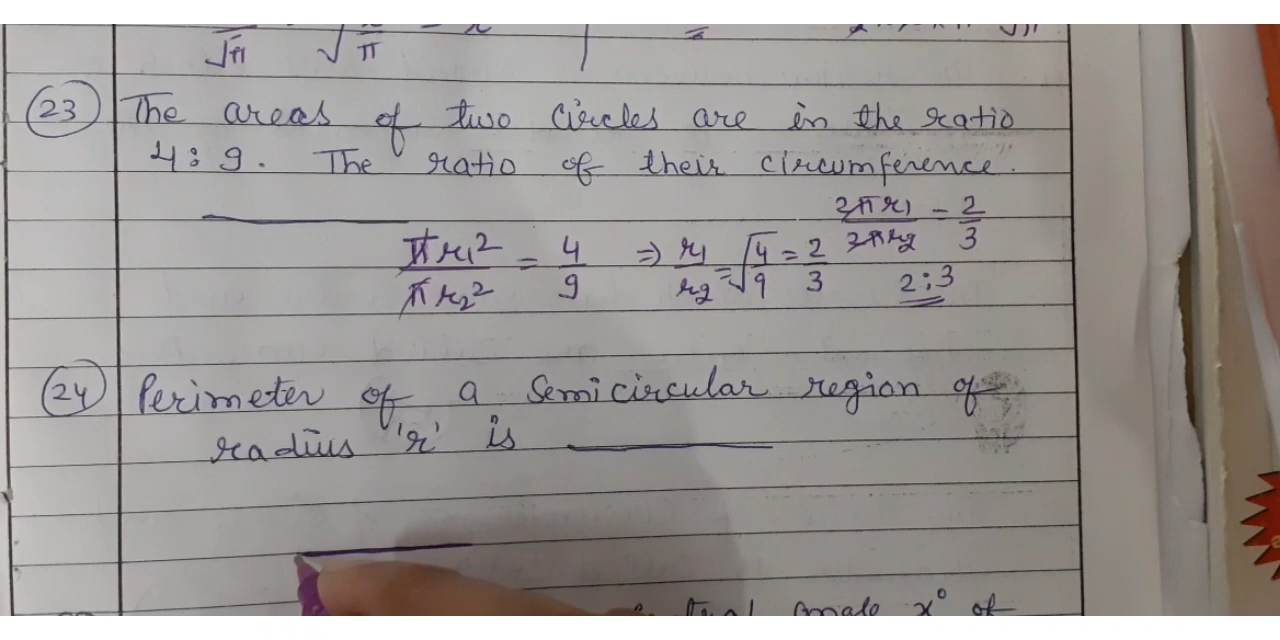 √π √x/π = r =
23 The areas of two circles are in the ratio
4:9. The ratio of their circumference.
πr₁²/πr₂² = 4/9 ⇒ r₁/r₂ = √4/9 = 2/3 2πr₁/2πr₂ = 2/3
2:3
24 Perimeter of a Semicircular region of
radius 'r' is
x° of